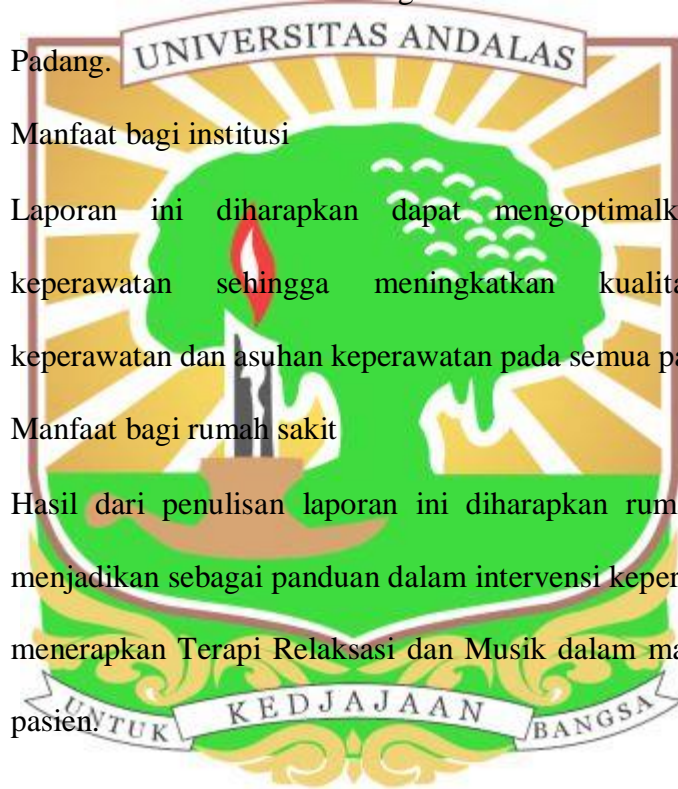 Padang.
UNIVERSITAS ANDALAS
Manfaat bagi institusi
Laporan ini diharapkan dapat mengoptimalk
keperawatan sehingga meningkatkan kualita
keperawatan dan asuhan keperawatan pada semua pa
Manfaat bagi rumah sakit
Hasil dari penulisan laporan ini diharapkan rum
menjadikan sebagai panduan dalam intervensi keper
menerapkan Terapi Relaksasi dan Musik dalam ma
pasien.
UNTUK KEDJAJAAN BANGSA